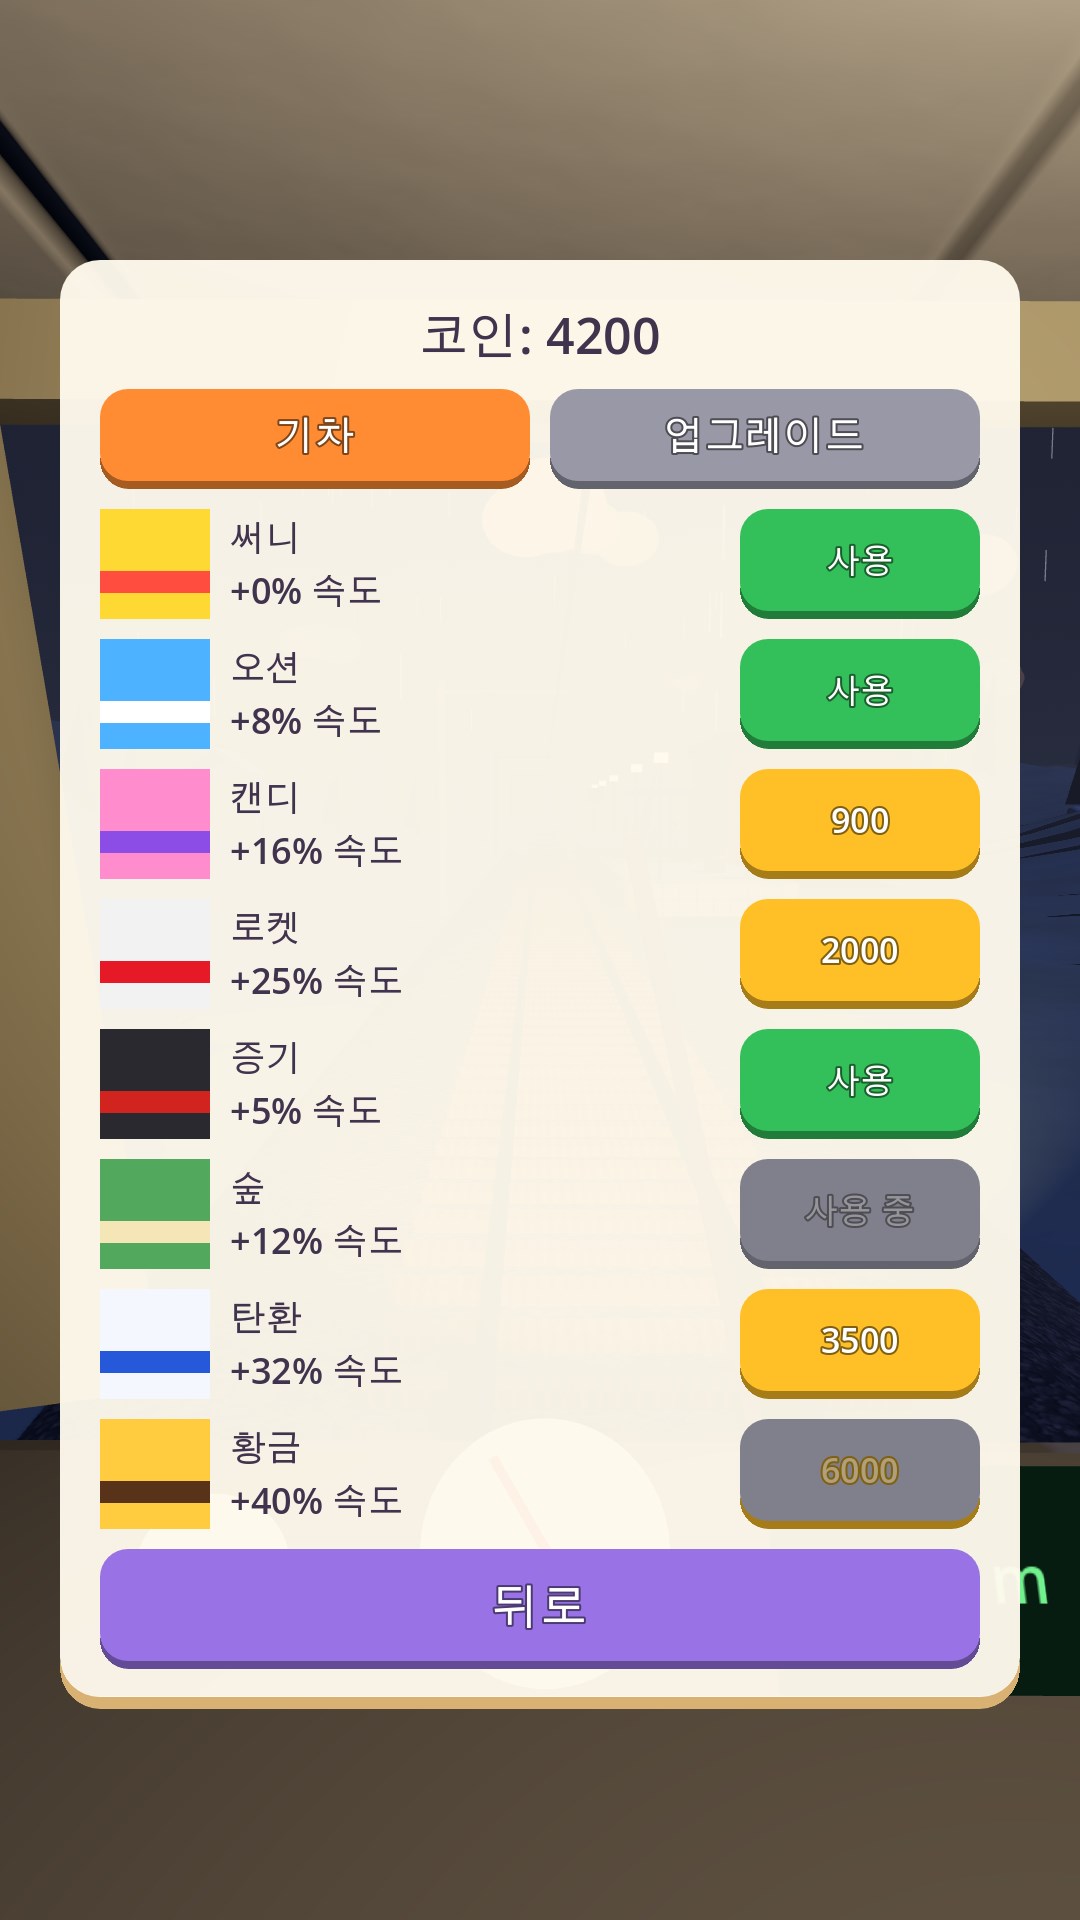 코인: 4200
기차
업그레이드
써니
+0% 속도
사용
오션
+8% 속도
사용
캔디
+16% 속도
900
로켓
+25% 속도
2000
증기
+5% 속도
사용
숲
+12% 속도
사용 중
탄환
+32% 속도
3500
황금
+40% 속도
6000
뒤로
m